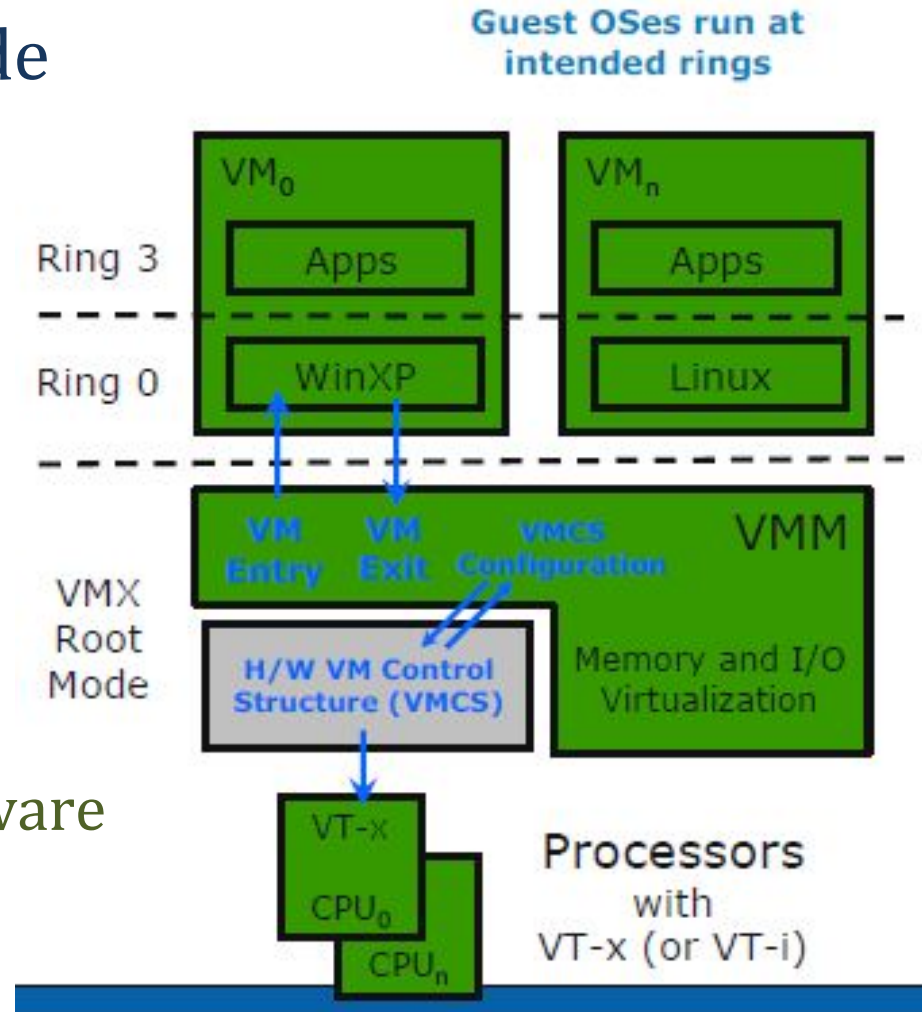 de
Guest OSes run at
intended rings
VM₀
VMₙ
Ring 3
Apps
Apps
Ring 0
WinXP
Linux
VM
Entry
VM
Exit
VMCS
Configuration
VMM
VMX
Root
Mode
H/W VM Control
Structure (VMCS)
Memory and I/O
Virtualization
ware
VT-x
CPU₀
CPUₙ
Processors
with
VT-x (or VT-i)